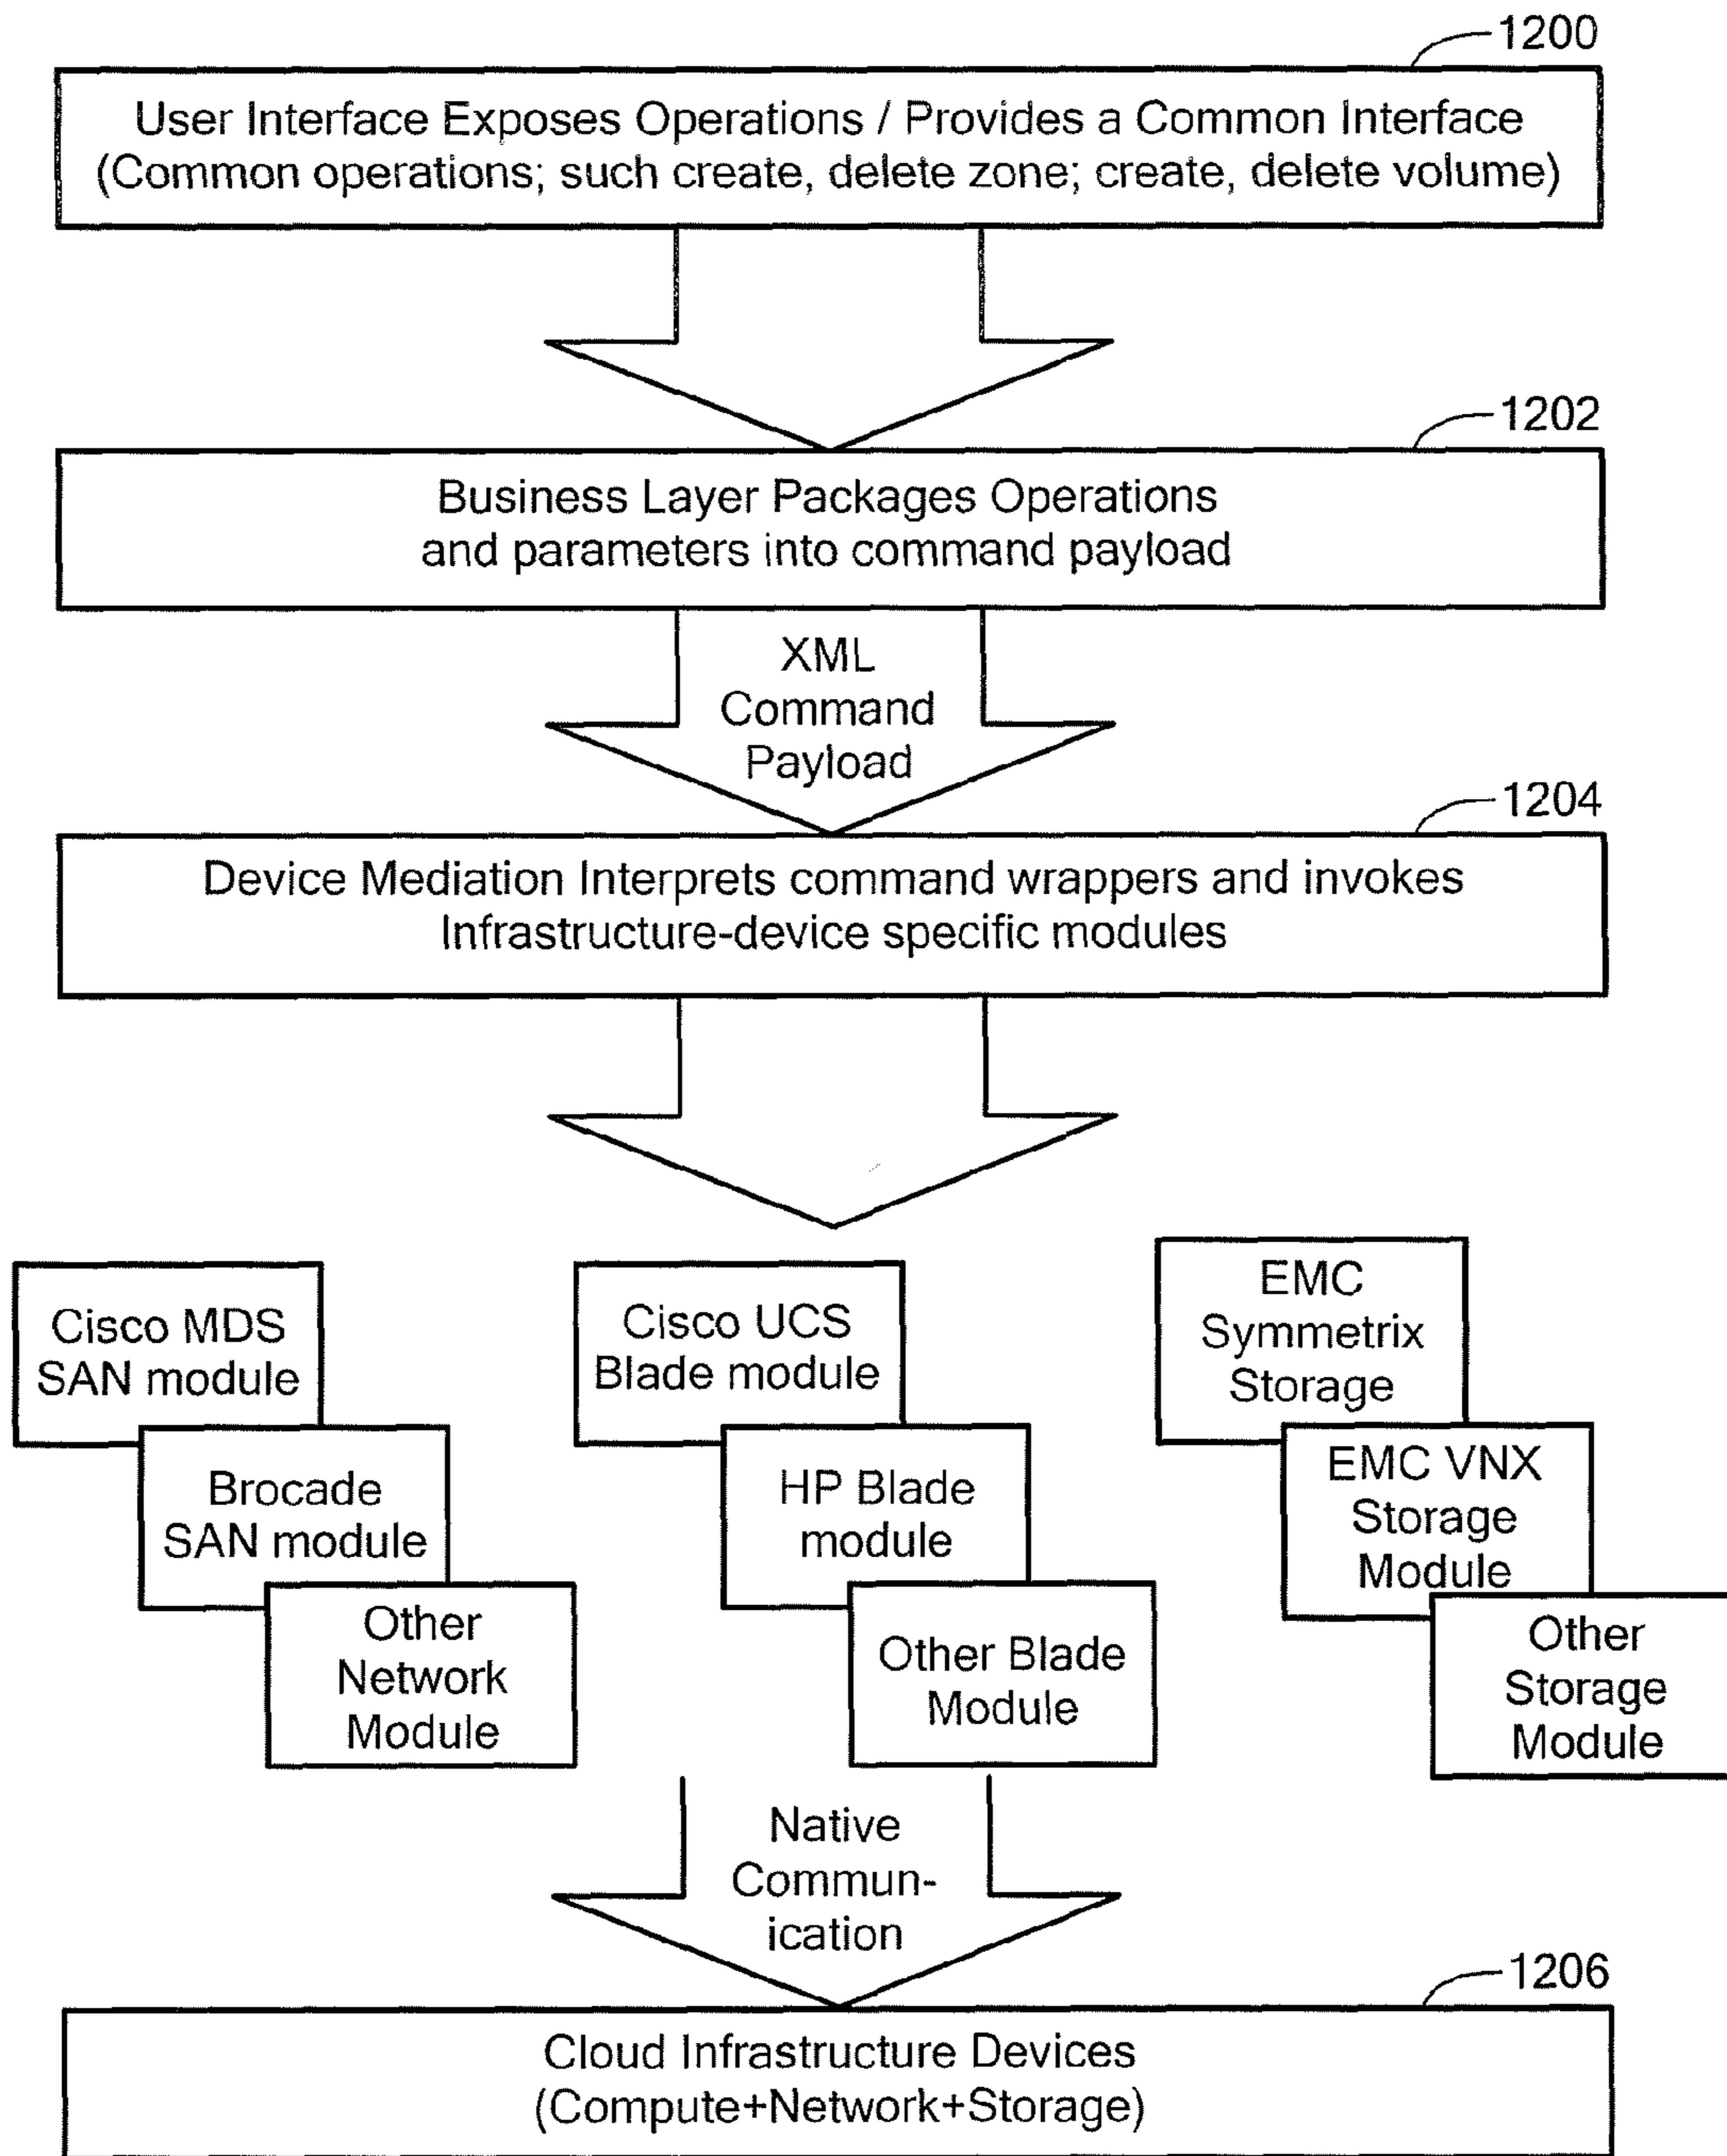 1200
User Interface Exposes Operations / Provides a Common Interface
(Common operations; such create, delete zone; create, delete volume)
1202
Business Layer Packages Operations
and parameters into command payload
XML
Command
Payload
1204
Device Mediation Interprets command wrappers and invokes
Infrastructure-device specific modules
Cisco MDS
SAN module
Brocade
SAN module
Other
Network
Module
Cisco UCS
Blade module
HP Blade
module
Other Blade
Module
EMC
Symmetrix
Storage
EMC VNX
Storage
Module
Other
Storage
Module
Native
Commun-
ication
1206
Cloud Infrastructure Devices
(Compute+Network+Storage)